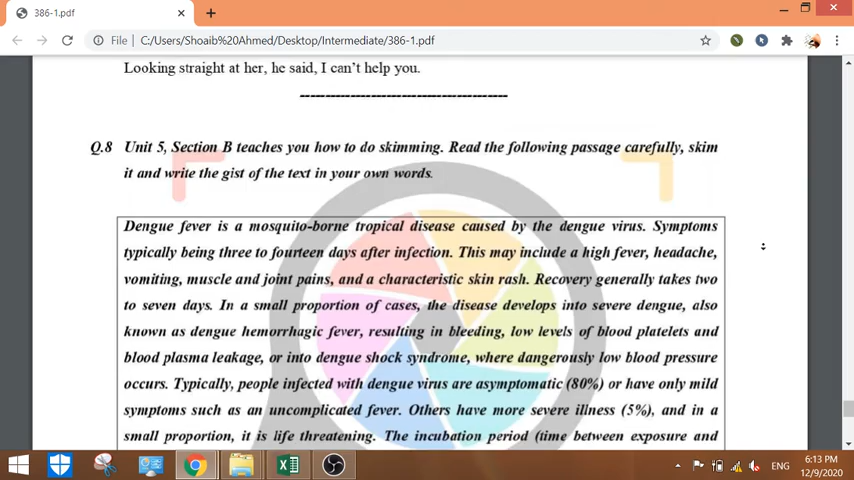 386-1.pdf
File | C:/Users/Shoaib%20Ahmed/Desktop/Intermediate/386-1.pdf
Looking straight at her, he said, I can't help you.
Q.8 Unit 5, Section B teaches you how to do skimming. Read the following passage carefully, skim
it and write the gist of the text in your own words.
Dengue fever is a mosquito-borne tropical disease caused by the dengue virus. Symptoms
typically being three to fourteen days after infection. This may include a high fever, headache,
vomiting, muscle and joint pains, and a characteristic skin rash. Recovery generally takes two
to seven days. In a small proportion of cases, the disease develops into severe dengue, also
known as dengue hemorrhagic fever, resulting in bleeding, low levels of blood platelets and
blood plasma leakage, or into dengue shock syndrome, where dangerously low blood pressure
occurs. Typically, people infected with dengue virus are asymptomatic (80%) or have only mild
symptoms such as an uncomplicated fever. Others have more severe illness (5%), and in a
small proportion, it is life threatening. The incubation period (time between exposure and
ENG
6:13 PM
12/9/2020